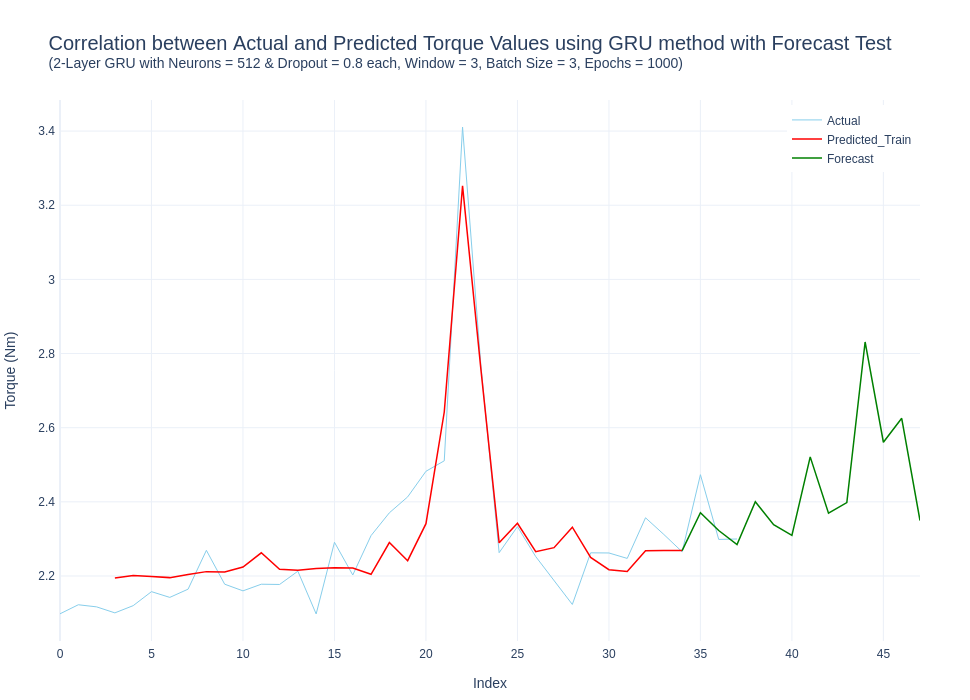 Correlation between Actual and Predicted Torque Values using GRU method with Forecast Test
(2-Layer GRU with Neurons = 512 & Dropout = 0.8 each, Window = 3, Batch Size = 3, Epochs = 1000)
Actual
Predicted_Train
Forecast
3.4
3.2
3
2.8
2.6
2.4
2.2
Torque (Nm)
0 5 10 15 20 25 30 35 40 45
Index